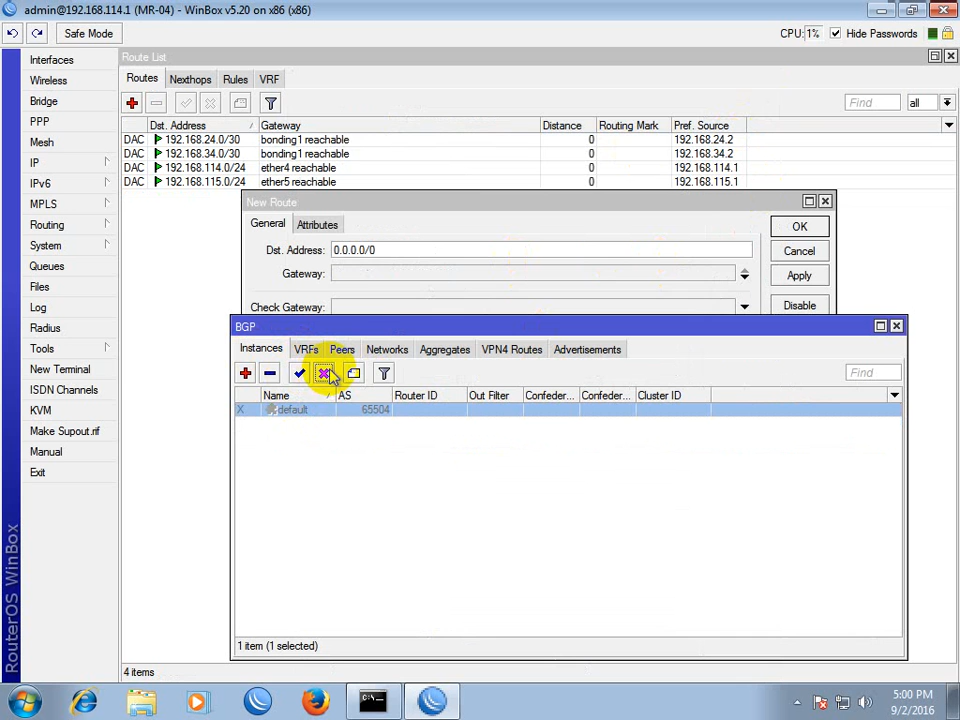 admin@192.168.114.1 (MR-04) - WinBox v5.20 on x86 (x86)
Safe Mode
CPU: 1%
Hide Passwords
Interfaces
Wireless
Bridge
PPP
Mesh
IP
IPv6
MPLS
Routing
System
Queues
Files
Log
Radius
Tools
New Terminal
ISDN Channels
KVM
Make Supout.rif
Manual
Exit
RouterOS WinBox
Route List
Routes Nexthops Rules VRF
Find
all
Dst. Address Gateway Distance Routing Mark Pref. Source
DAC 192.168.24.0/30 bonding1 reachable 0 192.168.24.2
DAC 192.168.34.0/30 bonding1 reachable 0 192.168.34.2
DAC 192.168.114.0/24 ether4 reachable 0 192.168.114.1
DAC 192.168.115.0/24 ether5 reachable 0 192.168.115.1
New Route
General Attributes
Dst. Address: 0.0.0.0/0
Gateway:
Check Gateway:
OK
Cancel
Apply
Disable
BGP
Instances VRFs Peers Networks Aggregates VPN4 Routes Advertisements
Find
Name AS Router ID Out Filter Confeder... Confeder... Cluster ID
X default 65504
1 item (1 selected)
4 items
C:\.
5:00 PM
9/2/2016